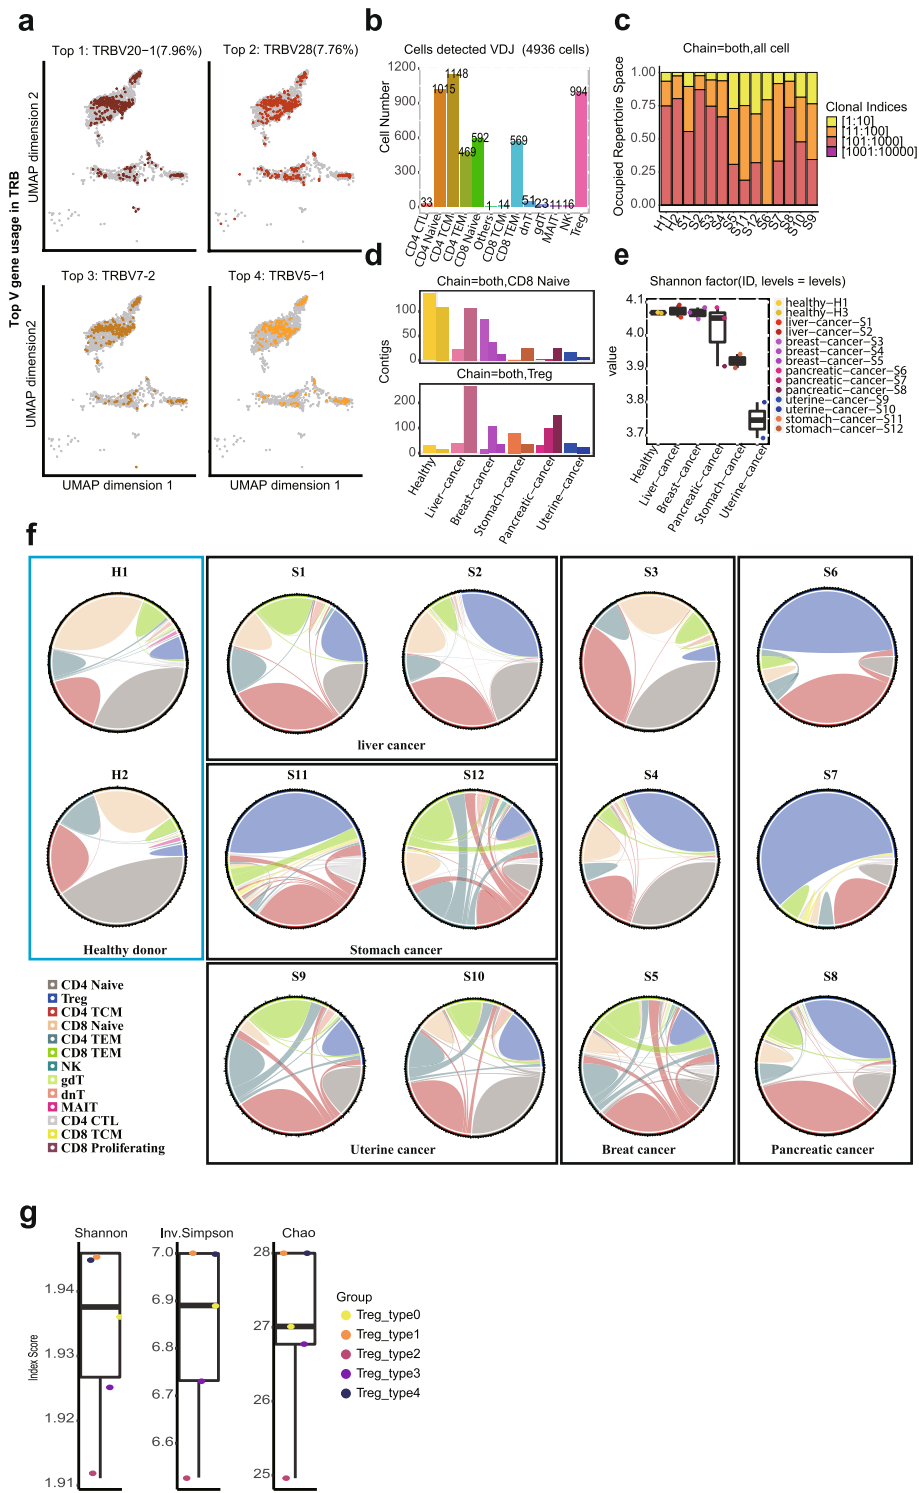 a
Top 1: TRBV20−1(7.96%)
Top 2: TRBV28(7.76%)
UMAP dimension 2
Top V gene usage in TRB
Top 3: TRBV7-2
Top 4: TRBV5−1
UMAP dimension2
UMAP dimension 1
UMAP dimension 1
b
Cells detected VDJ (4936 cells)
Cell Number
1200
900
600
300
0
33
1015
1148
469
592
1
14
569
51
23
11
16
994
CD4 CTL
CD4 Naive
CD4 TCM
CD4 TEM
CD8 Naive
Others
CD8 TCM
CD8 TEM
dnT
gdT
MAIT
NK
Treg
c
Chain=both,all cell
Occupied Repertoire Space
1.00
0.75
0.50
0.25
0.00
H1
H2
S1
S2
S3
S4
S5
S11
S12
S6
S7
S8
S10
S9
Clonal Indices
[1:10]
[11:100]
[101:1000]
[1001:10000]
d
Chain=both,CD8 Naive
Contigs
100
50
0
Chain=both,Treg
200
100
0
Healthy
Liver−cancer
Breast−cancer
Stomach−cancer
Pancreatic−cancer
Uterine−cancer
e
Shannon factor(ID, levels = levels)
value
4.1
4.0
3.9
3.8
3.7
Healthy
Liver−cancer
Breast−cancer
Pancreatic−cancer
Stomach−cancer
Uterine−cancer
healthy−H1
healthy−H3
liver−cancer−S1
liver−cancer−S2
breast−cancer−S3
breast−cancer−S4
breast−cancer−S5
pancreatic−cancer−S6
pancreatic−cancer−S7
pancreatic−cancer−S8
uterine−cancer−S9
uterine−cancer−S10
stomach−cancer−S11
stomach−cancer−S12
f
H1
S1
S2
S3
S6
liver cancer
H2
S11
S12
S4
S7
Healthy donor
Stomach cancer
S9
S10
S5
S8
Uterine cancer
Breat cancer
Pancreatic cancer
CD4 Naive
Treg
CD4 TCM
CD8 Naive
CD4 TEM
CD8 TEM
NK
gdT
dnT
MAIT
CD4 CTL
CD8 TCM
CD8 Proliferating
g
Shannon
Inv.Simpson
Chao
Index Score
1.94
1.93
1.92
1.91
7.0
6.9
6.8
6.7
6.6
28
27
26
25
Group
Treg_type0
Treg_type1
Treg_type2
Treg_type3
Treg_type4